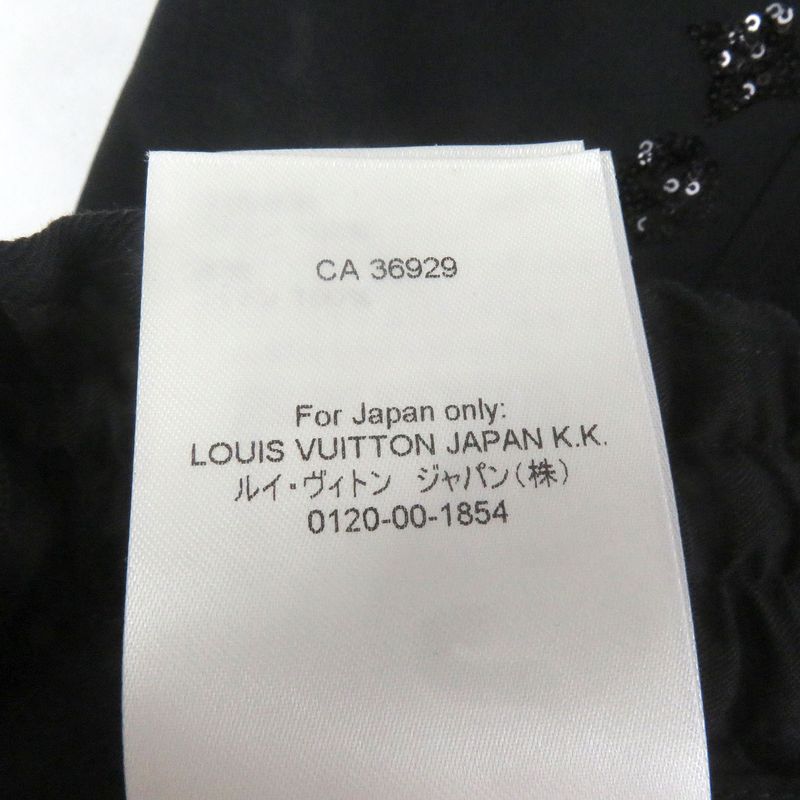 CA 36929
For Japan only:
LOUIS VUITTON JAPAN K.K.
ルイ・ヴィトン ジャパン(株)
0120-00-1854